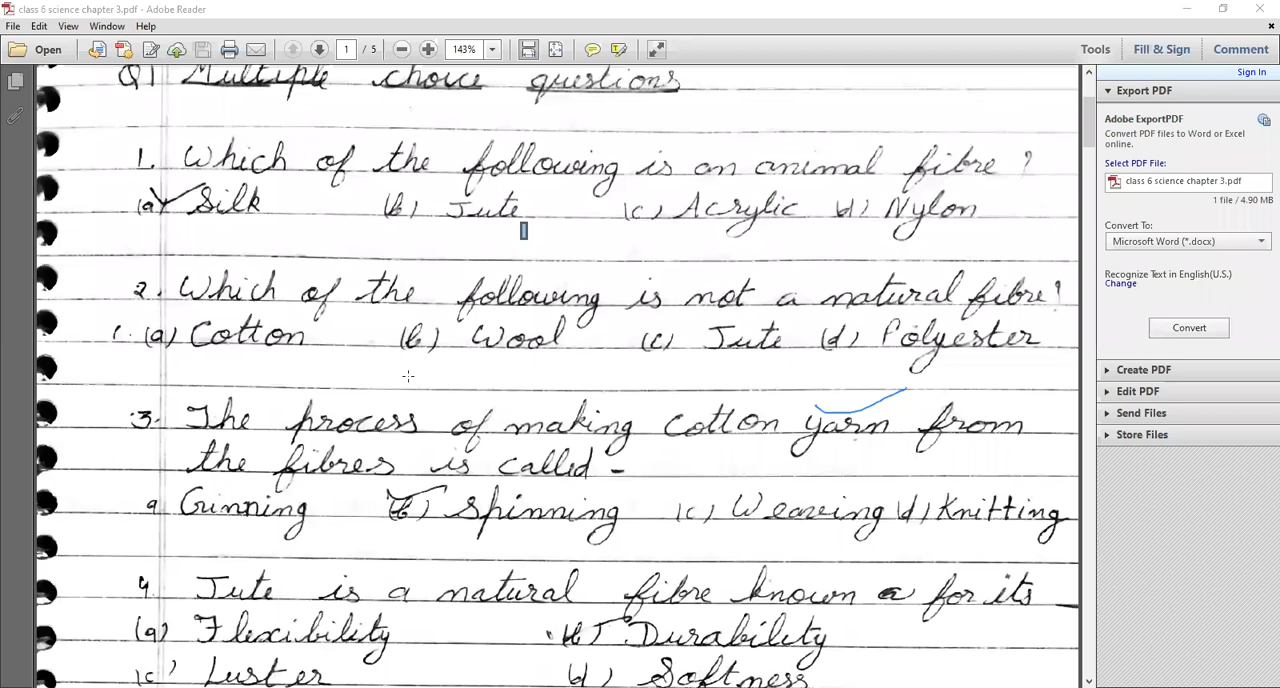 class 6 science chapter 3.pdf - Adobe Reader
File Edit View Window Help
Open 1 / 5 143% Tools Fill & Sign Comment
Sign In
Q1 Multiple choice questions
1. Which of the following is an animal fibre ?
(a) Silk (b) Jute (c) Acrylic d) Nylon
2. Which of the following is not a natural fibre?
(a) Cotton (b) Wool (c) Jute (d) Polyester
3. The process of making cotton yarn from
the fibres is called -
a Ginning (b) Spinning (c) Weaving d) Knitting
4 Jute is a natural fibre known for its -
(a) Flexibility (b) Durability
(c) Luster (d) Softness
Export PDF
Adobe ExportPDF
Convert PDF files to Word or Excel
online.
Select PDF File:
class 6 science chapter 3.pdf
1 file / 4.90 MB
Convert To:
Microsoft Word (*.docx)
Recognize Text in English(U.S.)
Change
Convert
Create PDF
Edit PDF
Send Files
Store Files